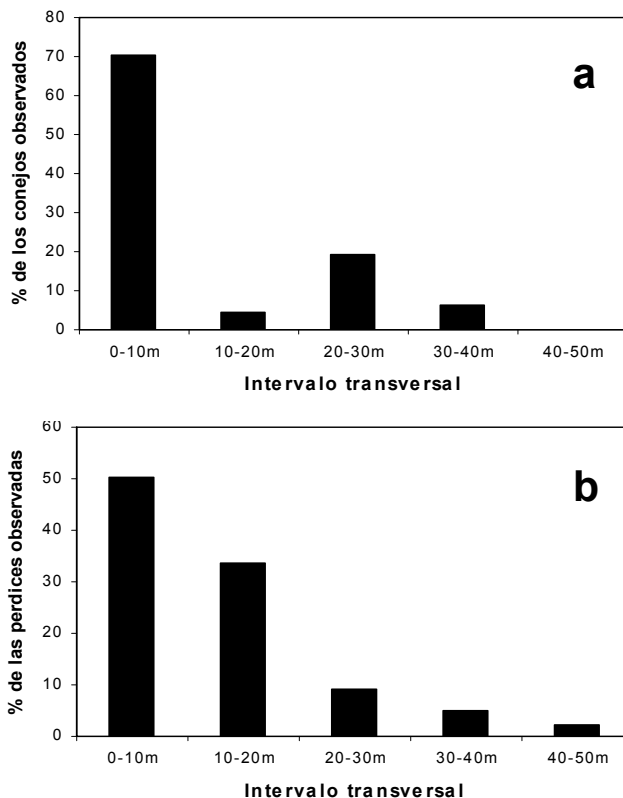 80
70
60
50
40
30
20
10
0
% de los conejos observados
a
0-10m 10-20m 20-30m 30-40m 40-50m
Intervalo transversal
60
50
40
30
20
10
0
% de las perdices observadas
b
0-10m 10-20m 20-30m 30-40m 40-50m
Intervalo transversal